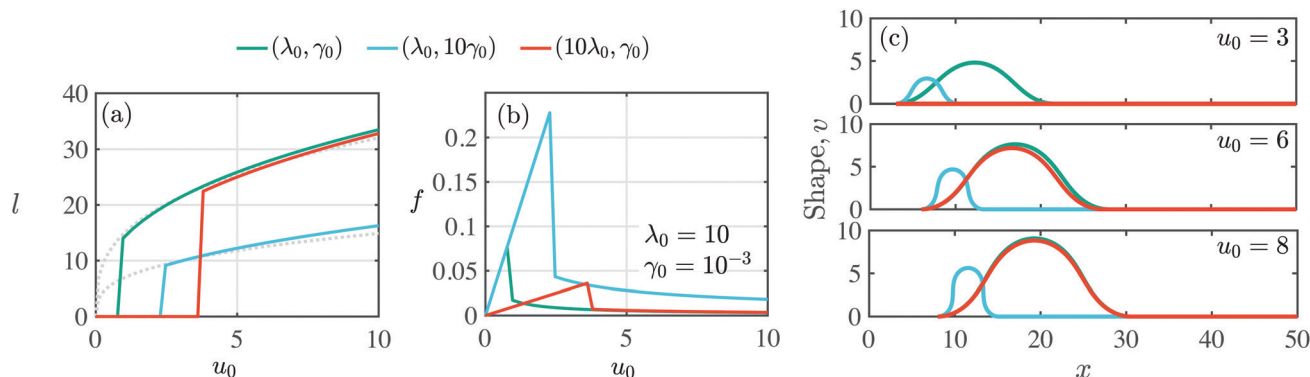 (λ₀, γ₀) (λ₀, 10γ₀) (10λ₀, γ₀)
(a)
40
30
20
10
0
l
0 5 10
u₀
(b)
0.2
0.15
0.1
0.05
0
f
λ₀ = 10
γ₀ = 10⁻³
0 5 10
u₀
(c)
Shape, v
10
5
0
u₀ = 3
10
5
0
u₀ = 6
10
5
0
u₀ = 8
0 10 20 30 40 50
x